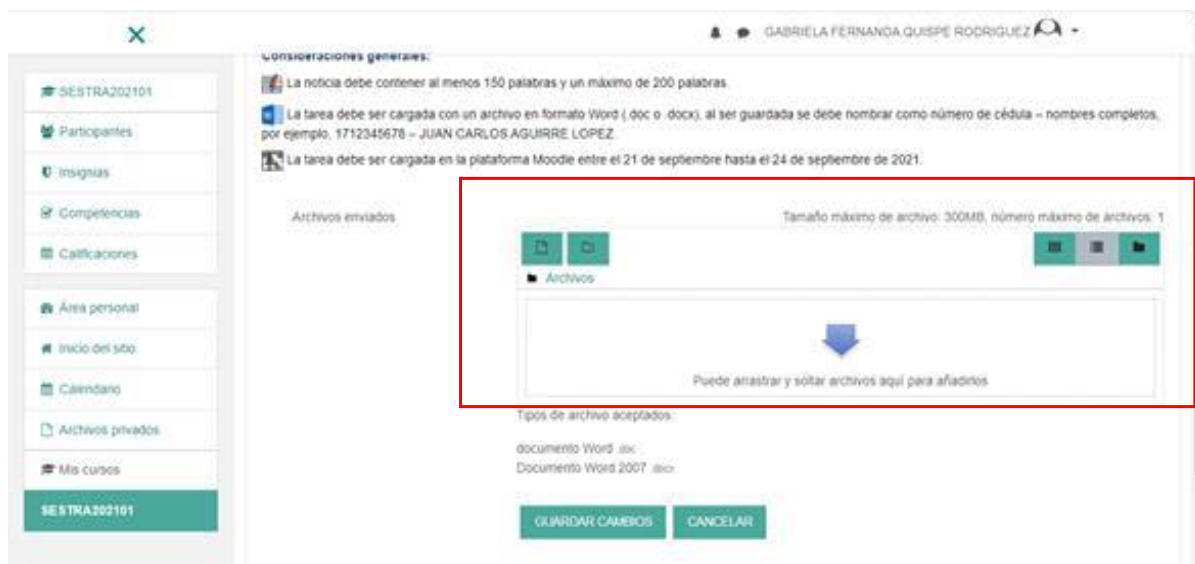 GABRIELA FERNANDA QUISPE RODRIGUEZ
Consideraciones generales:
La noticia debe contener al menos 150 palabras y un máximo de 200 palabras.
La tarea debe ser cargada con un archivo en formato Word (.doc o .docx), al ser guardada se debe nombrar como número de cédula – nombres completos,
por ejemplo, 1712345678 – JUAN CARLOS AGUIRRE LOPEZ.
La tarea debe ser cargada en la plataforma Moodle entre el 21 de septiembre hasta el 24 de septiembre de 2021.
SESTRA202101
Participantes
Insignias
Competencias
Calificaciones
Área personal
Inicio del sitio
Calendario
Archivos privados
Mis cursos
SESTRA202101
Archivos enviados
Tamaño máximo de archivo: 300MB, número máximo de archivos: 1
Archivos
Puede arrastrar y soltar archivos aquí para añadirlos
Tipos de archivo aceptados:
documento Word .doc
Documento Word 2007 .docx
GUARDAR CAMBIOS
CANCELAR